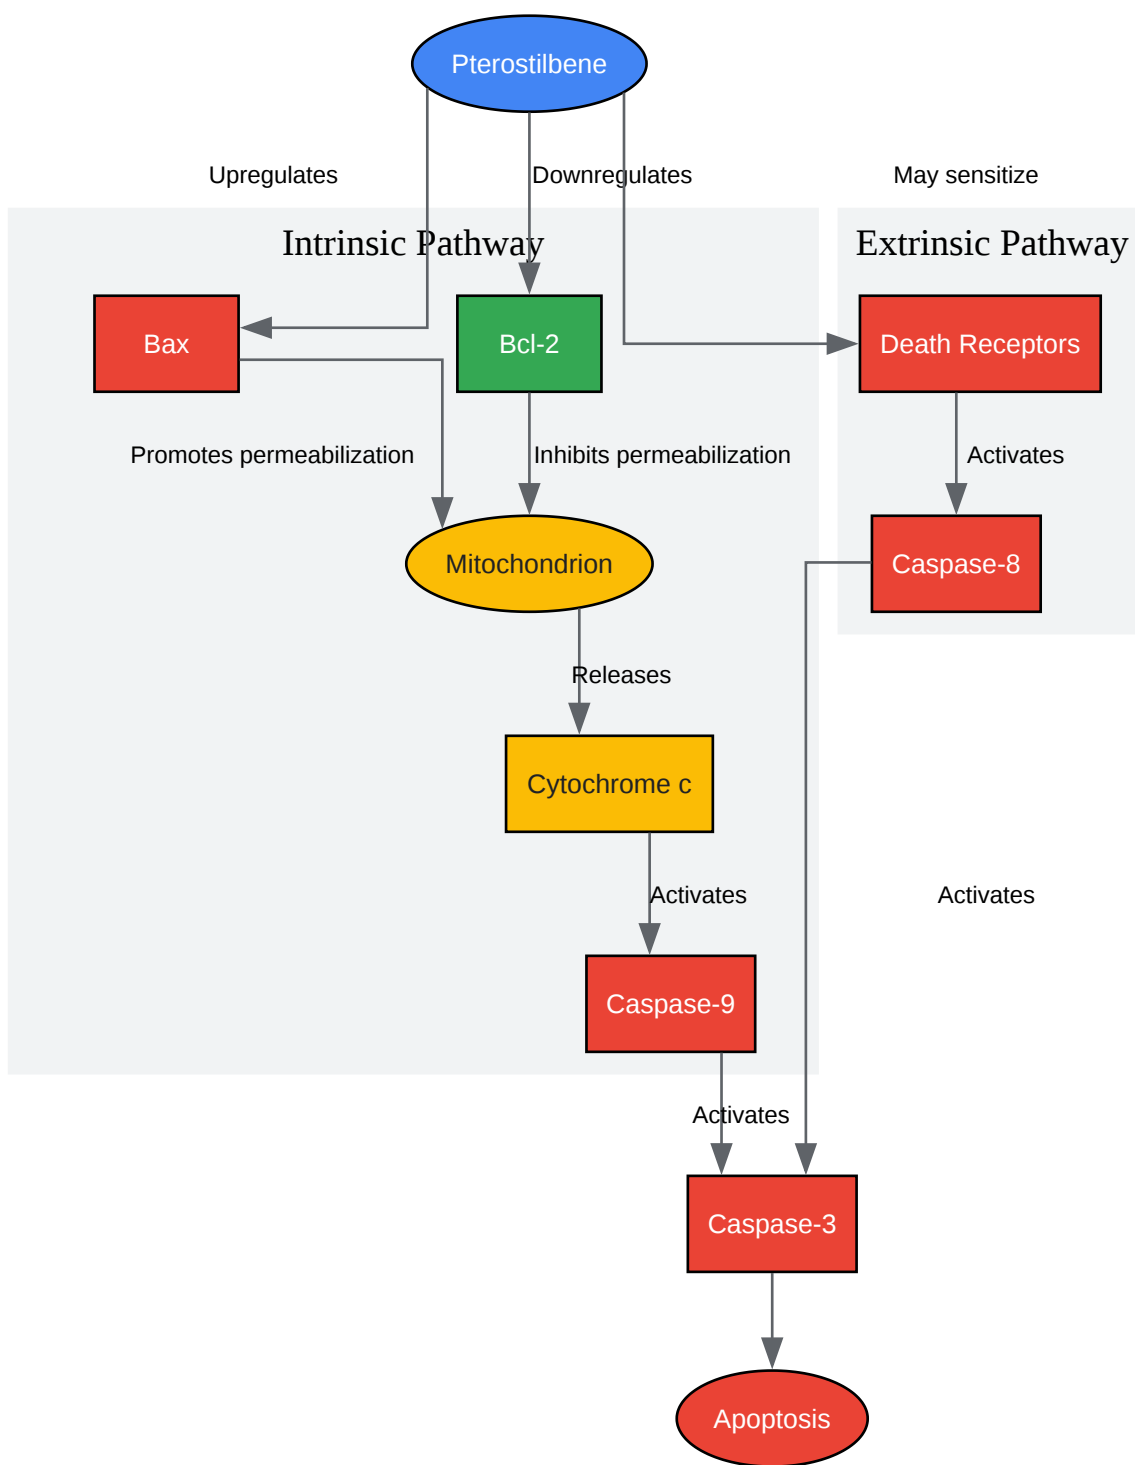 Pterostilbene
Upregulates
Downregulates
May sensitize
Intrinsic Pathway
Extrinsic Pathway
Bax
Bcl-2
Death Receptors
Promotes permeabilization
Inhibits permeabilization
Activates
Mitochondrion
Caspase-8
Releases
Cytochrome c
Activates
Activates
Caspase-9
Activates
Caspase-3
Apoptosis